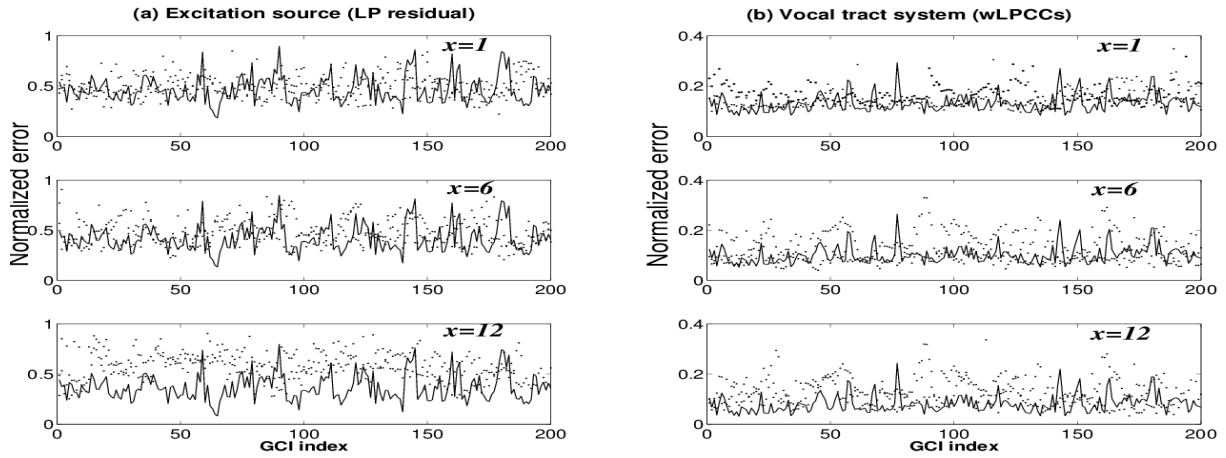 (a) Excitation source (LP residual)
1
x=1
0.5
0
0 50 100 150 200
1
x=6
0.5
0
0 50 100 150 200
1
x=12
0.5
0
0 50 100 150 200
GCI index
Normalized error
(b) Vocal tract system (wLPCCs)
0.4
x=1
0.2
0
0 50 100 150 200
0.4
x=6
0.2
0
0 50 100 150 200
0.4
x=12
0.2
0
0 50 100 150 200
GCI index
Normalized error